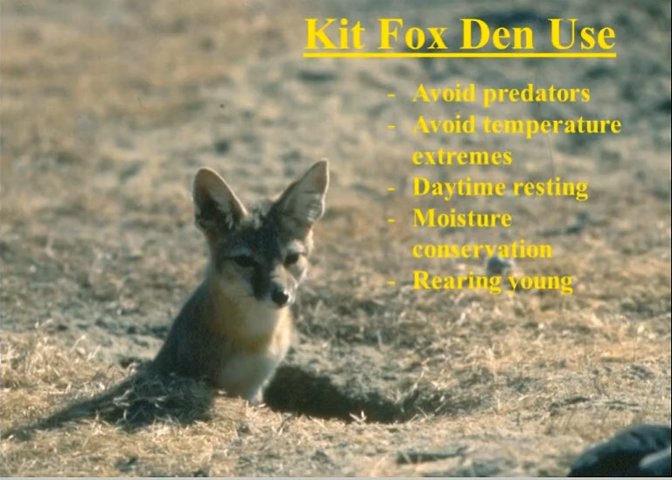 Kit Fox Den Use
- Avoid predators
- Avoid temperature
extremes
- Daytime resting
- Moisture
conservation
- Rearing young